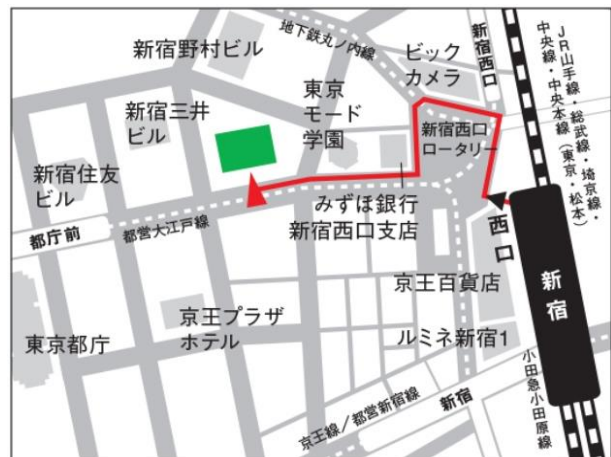 地下鉄丸ノ内線
新宿野村ビル
ビック
カメラ
新宿西口
JR山手線・総武線・埼京線・
中央線・中央本線（東京・松本）
東京
モード
学園
新宿三井
ビル
新宿西口
ロータリー
新宿住友
ビル
みずほ銀行
新宿西口支店
西口
都庁前
都営大江戸線
新宿
京王百貨店
京王プラザ
ホテル
東京都庁
ルミネ新宿1
小田急小田原線
新宿
京王線／都営新宿線